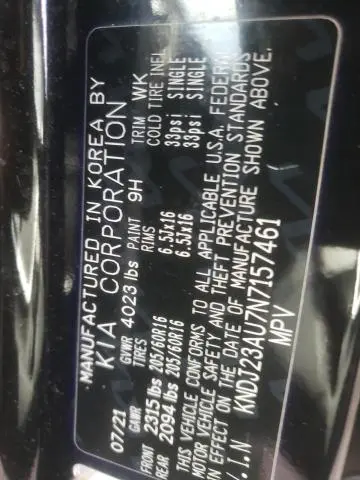 MANUFACTURED IN KOREA BY
KIA CORPORATION
07/21 GVWR 4023 lbs PAINT 9H TRIM WK
GAWR TIRES RIMS COLD TIRE INFL
FRONT 2315 lbs 205/60R16 6.5Jx16 33psi SINGLE
REAR 2094 lbs 205/60R16 6.5Jx16 33psi SINGLE
THIS VEHICLE CONFORMS TO ALL APPLICABLE U.S.A. FEDERAL
MOTOR VEHICLE SAFETY AND THEFT PREVENTION STANDARDS
IN EFFECT ON THE DATE OF MANUFACTURE SHOWN ABOVE.
V.I.N KNDJ23AU7N7157461
MPV